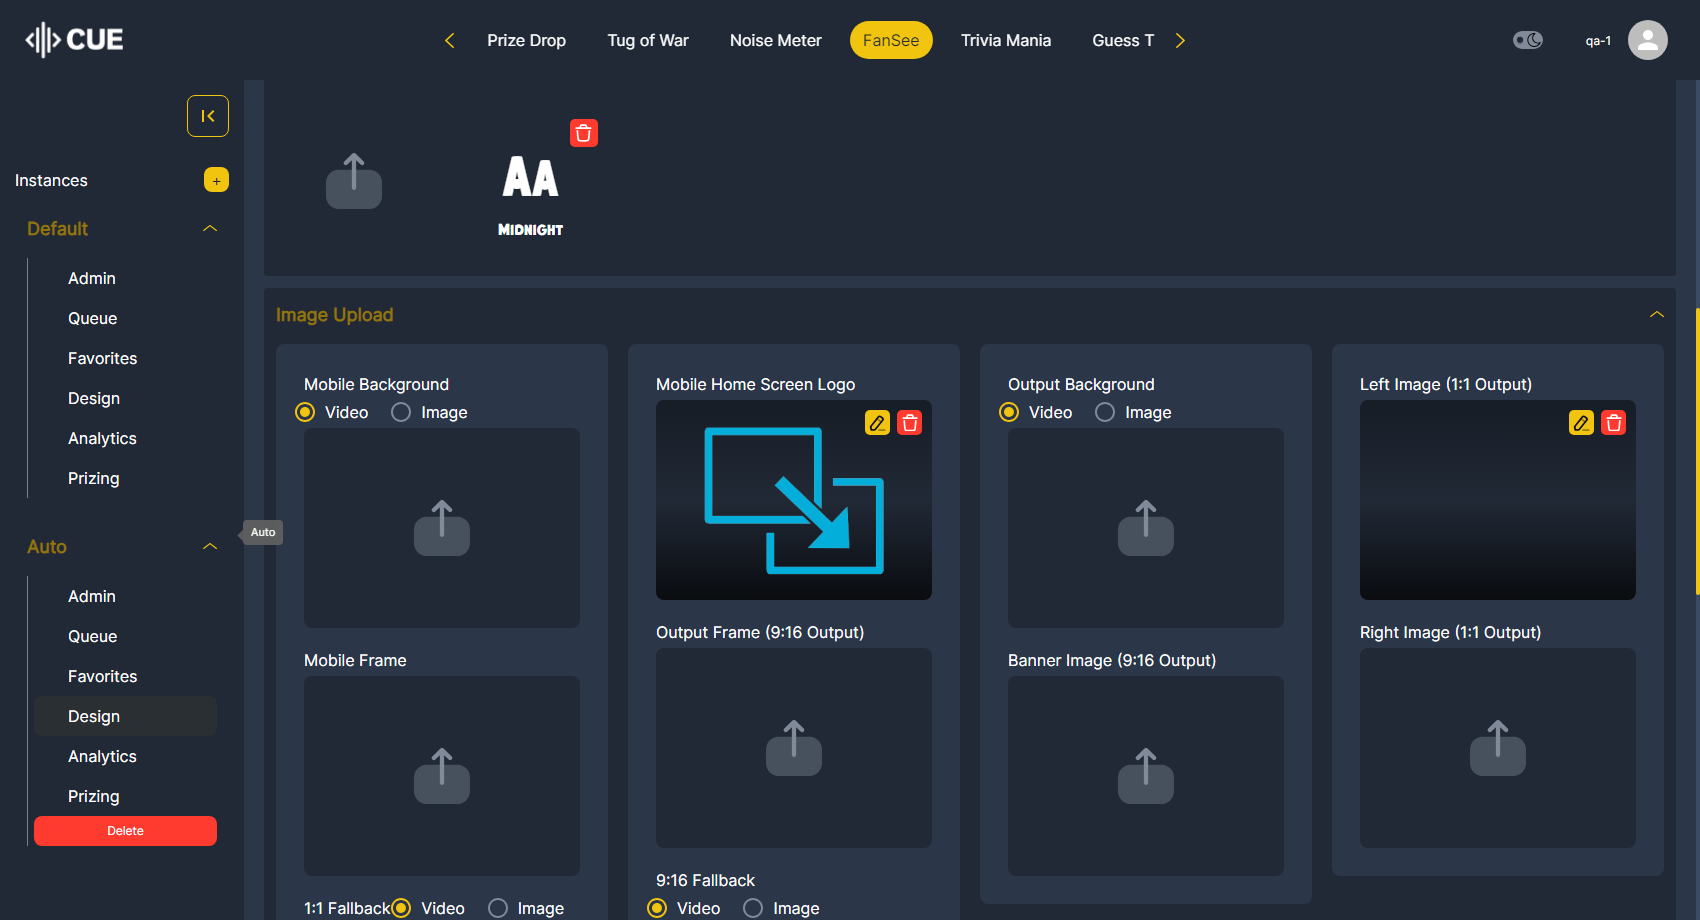 CUE
Prize Drop
Tug of War
Noise Meter
FanSee
Trivia Mania
Guess T
qa-1
Instances
+
Default
Admin
Queue
Favorites
Design
Analytics
Prizing
Auto
Auto
Admin
Queue
Favorites
Design
Analytics
Prizing
Delete
AA
MIDNIGHT
Image Upload
Mobile Background
Video
Image
Mobile Frame
1:1 Fallback
Video
Image
Mobile Home Screen Logo
Output Frame (9:16 Output)
9:16 Fallback
Video
Image
Output Background
Video
Image
Banner Image (9:16 Output)
Left Image (1:1 Output)
Right Image (1:1 Output)